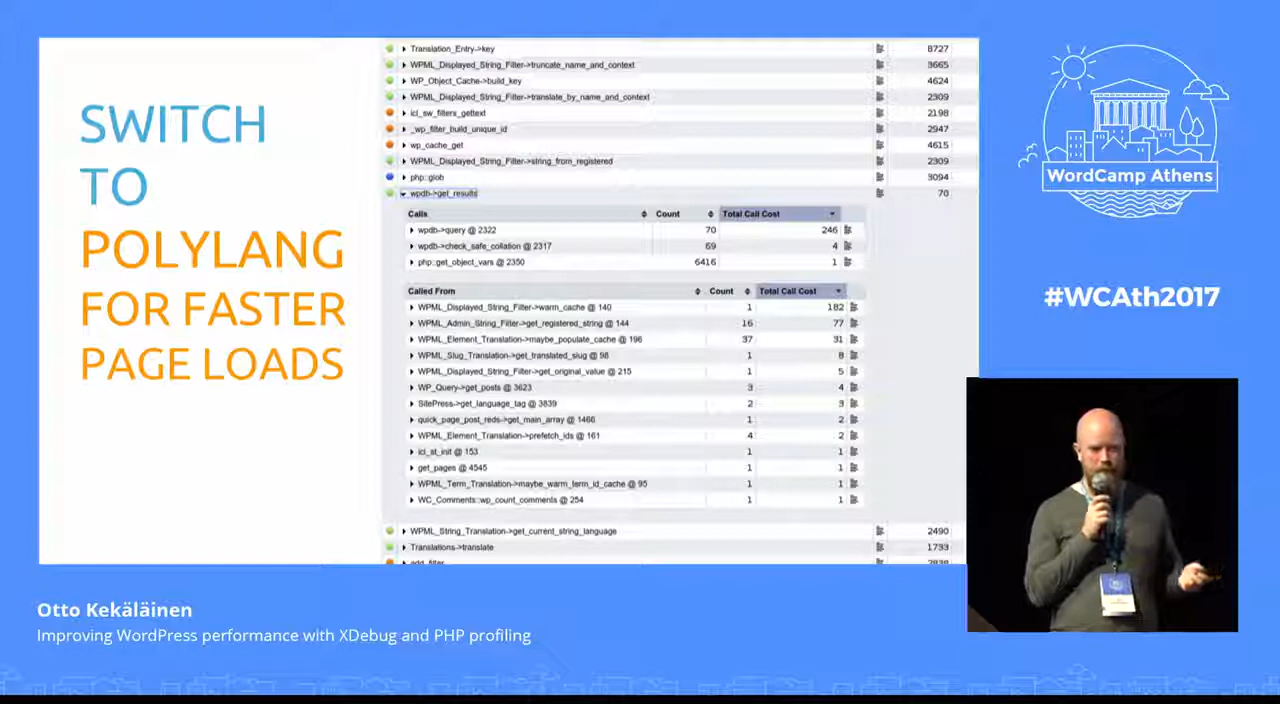 SWITCH
TO
POLYLANG
FOR FASTER
PAGE LOADS
Translation_Entry->key 8727
WPML_Displayed_String_Filter->truncate_name_and_context 3665
WP_Object_Cache->build_key 4624
WPML_Displayed_String_Filter->translate_by_name_and_context 2309
icl_sw_filters_gettext 2198
_wp_filter_build_unique_id 2947
wp_cache_get 4615
WPML_Displayed_String_Filter->string_from_registered 2309
php::glob 3094
wpdb->get_results 70
Calls Count Total Call Cost
wpdb->query @ 2322 70 246
wpdb->check_safe_collation @ 2317 69 4
php::get_object_vars @ 2350 6416 1
Called From Count Total Call Cost
WPML_Displayed_String_Filter->warm_cache @ 140 1 182
WPML_Admin_String_Filter->get_registered_string @ 144 16 77
WPML_Element_Translation->maybe_populate_cache @ 196 37 31
WPML_Slug_Translation->get_translated_slug @ 98 1 8
WPML_Displayed_String_Filter->get_original_value @ 215 1 5
WP_Query->get_posts @ 3623 3 4
SitePress->get_language_tag @ 3839 2 3
quick_page_post_reds->get_main_array @ 1466 1 2
WPML_Element_Translation->prefetch_ids @ 161 4 2
icl_st_init @ 153 1 1
get_pages @ 4545 1 1
WPML_Term_Translation->maybe_warm_term_id_cache @ 95 1 1
WC_Comments::wp_count_comments @ 254 1 1
WPML_String_Translation->get_current_string_language 2490
Translations->translate 1733
add_filter
WordCamp Athens
#WCAth2017
Otto Kekäläinen
Improving WordPress performance with XDebug and PHP profiling